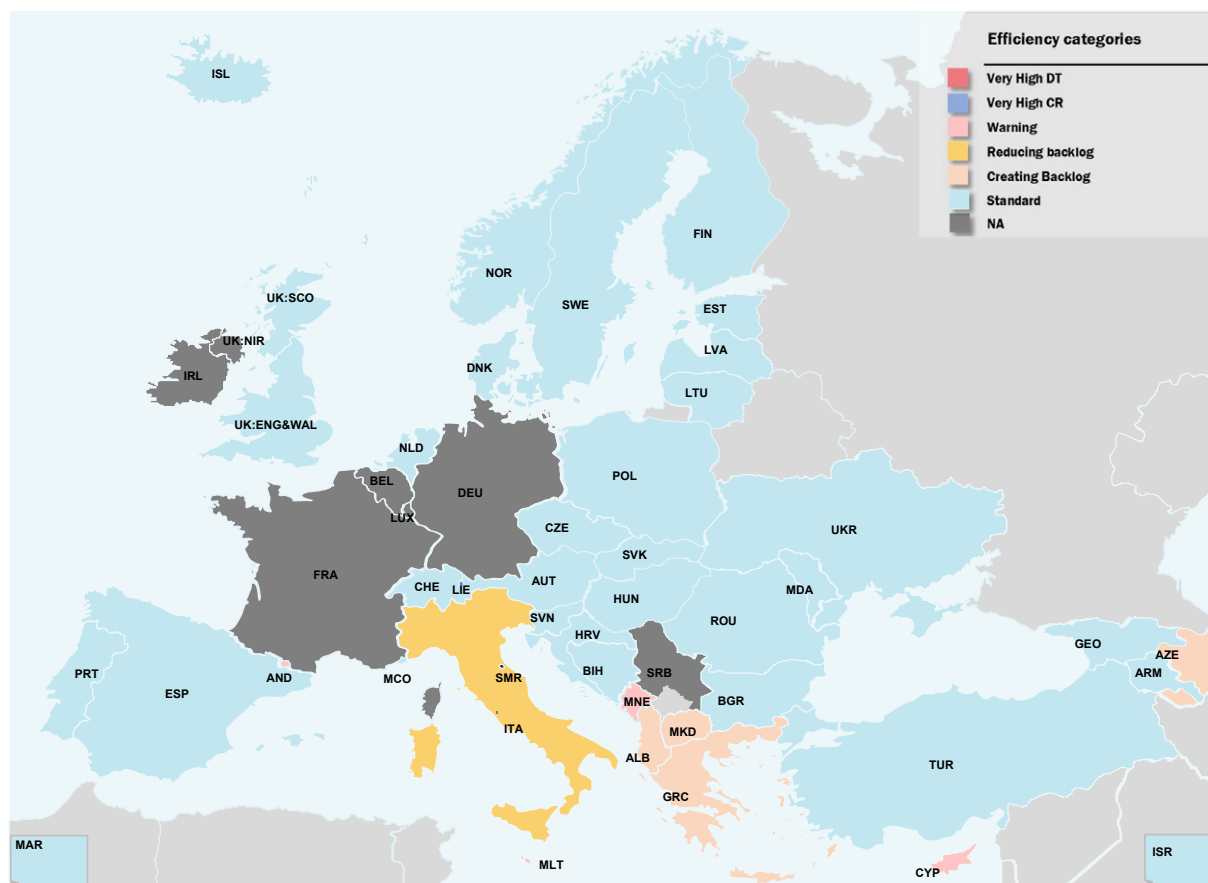 Efficiency categories
Very High DT
Very High CR
Warning
Reducing backlog
Creating Backlog
Standard
NA
ISL
FIN
NOR
UK:SCO
SWE
EST
UK:NIR
LVA
DNK
IRL
LTU
UK:ENG&WAL
NLD
POL
BEL
DEU
LUX
CZE
UKR
SVK
FRA
AUT
CHE
LIE
MDA
HUN
SVN
ROU
HRV
GEO
AZE
PRT
BIH
SRB
ARM
AND
MCO
SMR
ESP
MNE
BGR
ITA
MKD
ALB
TUR
GRC
MAR
ISR
MLT
CYP